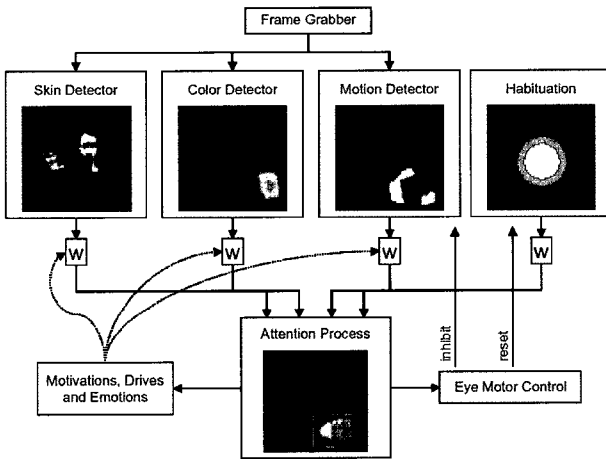 Frame Grabber
Skin Detector
Color Detector
Motion Detector
Habituation
W
W
W
W
Attention Process
inhibit
reset
Motivations, Drives
and Emotions
Eye Motor Control